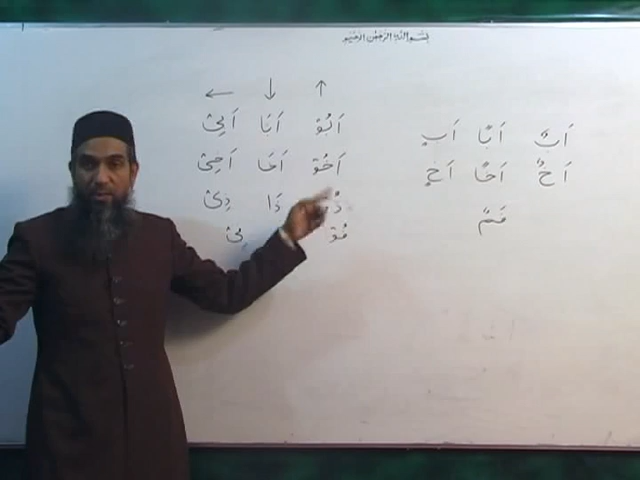 بسم الله الرحمن الرحيم
↑ ↓ ←
اَبٌ اَبًا اَبٍ
اَخٌ اَخًا اَخٍ
فَمٌ
اَبُوْ اَبَا اَبِيْ
اَخُوْ اَخَا اَخِيْ
ذَا ذِيْ
فُوْ فِيْ